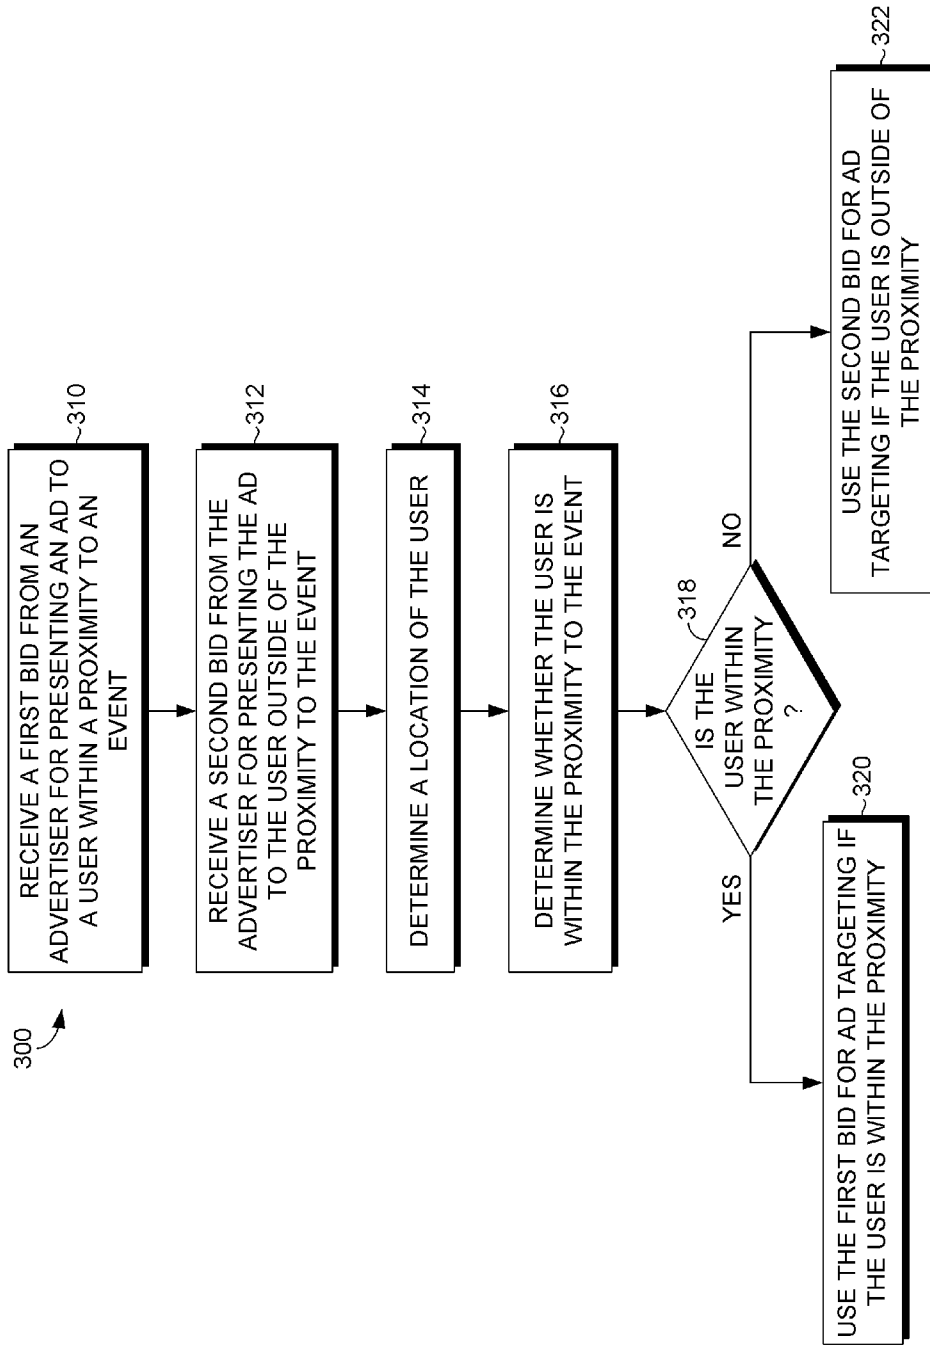 300
RECEIVE A FIRST BID FROM AN
ADVERTISER FOR PRESENTING AN AD TO
A USER WITHIN A PROXIMITY TO AN
EVENT
310
RECEIVE A SECOND BID FROM THE
ADVERTISER FOR PRESENTING THE AD
TO THE USER OUTSIDE OF THE
PROXIMITY TO THE EVENT
312
DETERMINE A LOCATION OF THE USER
314
DETERMINE WHETHER THE USER IS
WITHIN THE PROXIMITY TO THE EVENT
316
IS THE
USER WITHIN
THE PROXIMITY
?
318
YES
NO
USE THE FIRST BID FOR AD TARGETING IF
THE USER IS WITHIN THE PROXIMITY
320
USE THE SECOND BID FOR AD
TARGETING IF THE USER IS OUTSIDE OF
THE PROXIMITY
322